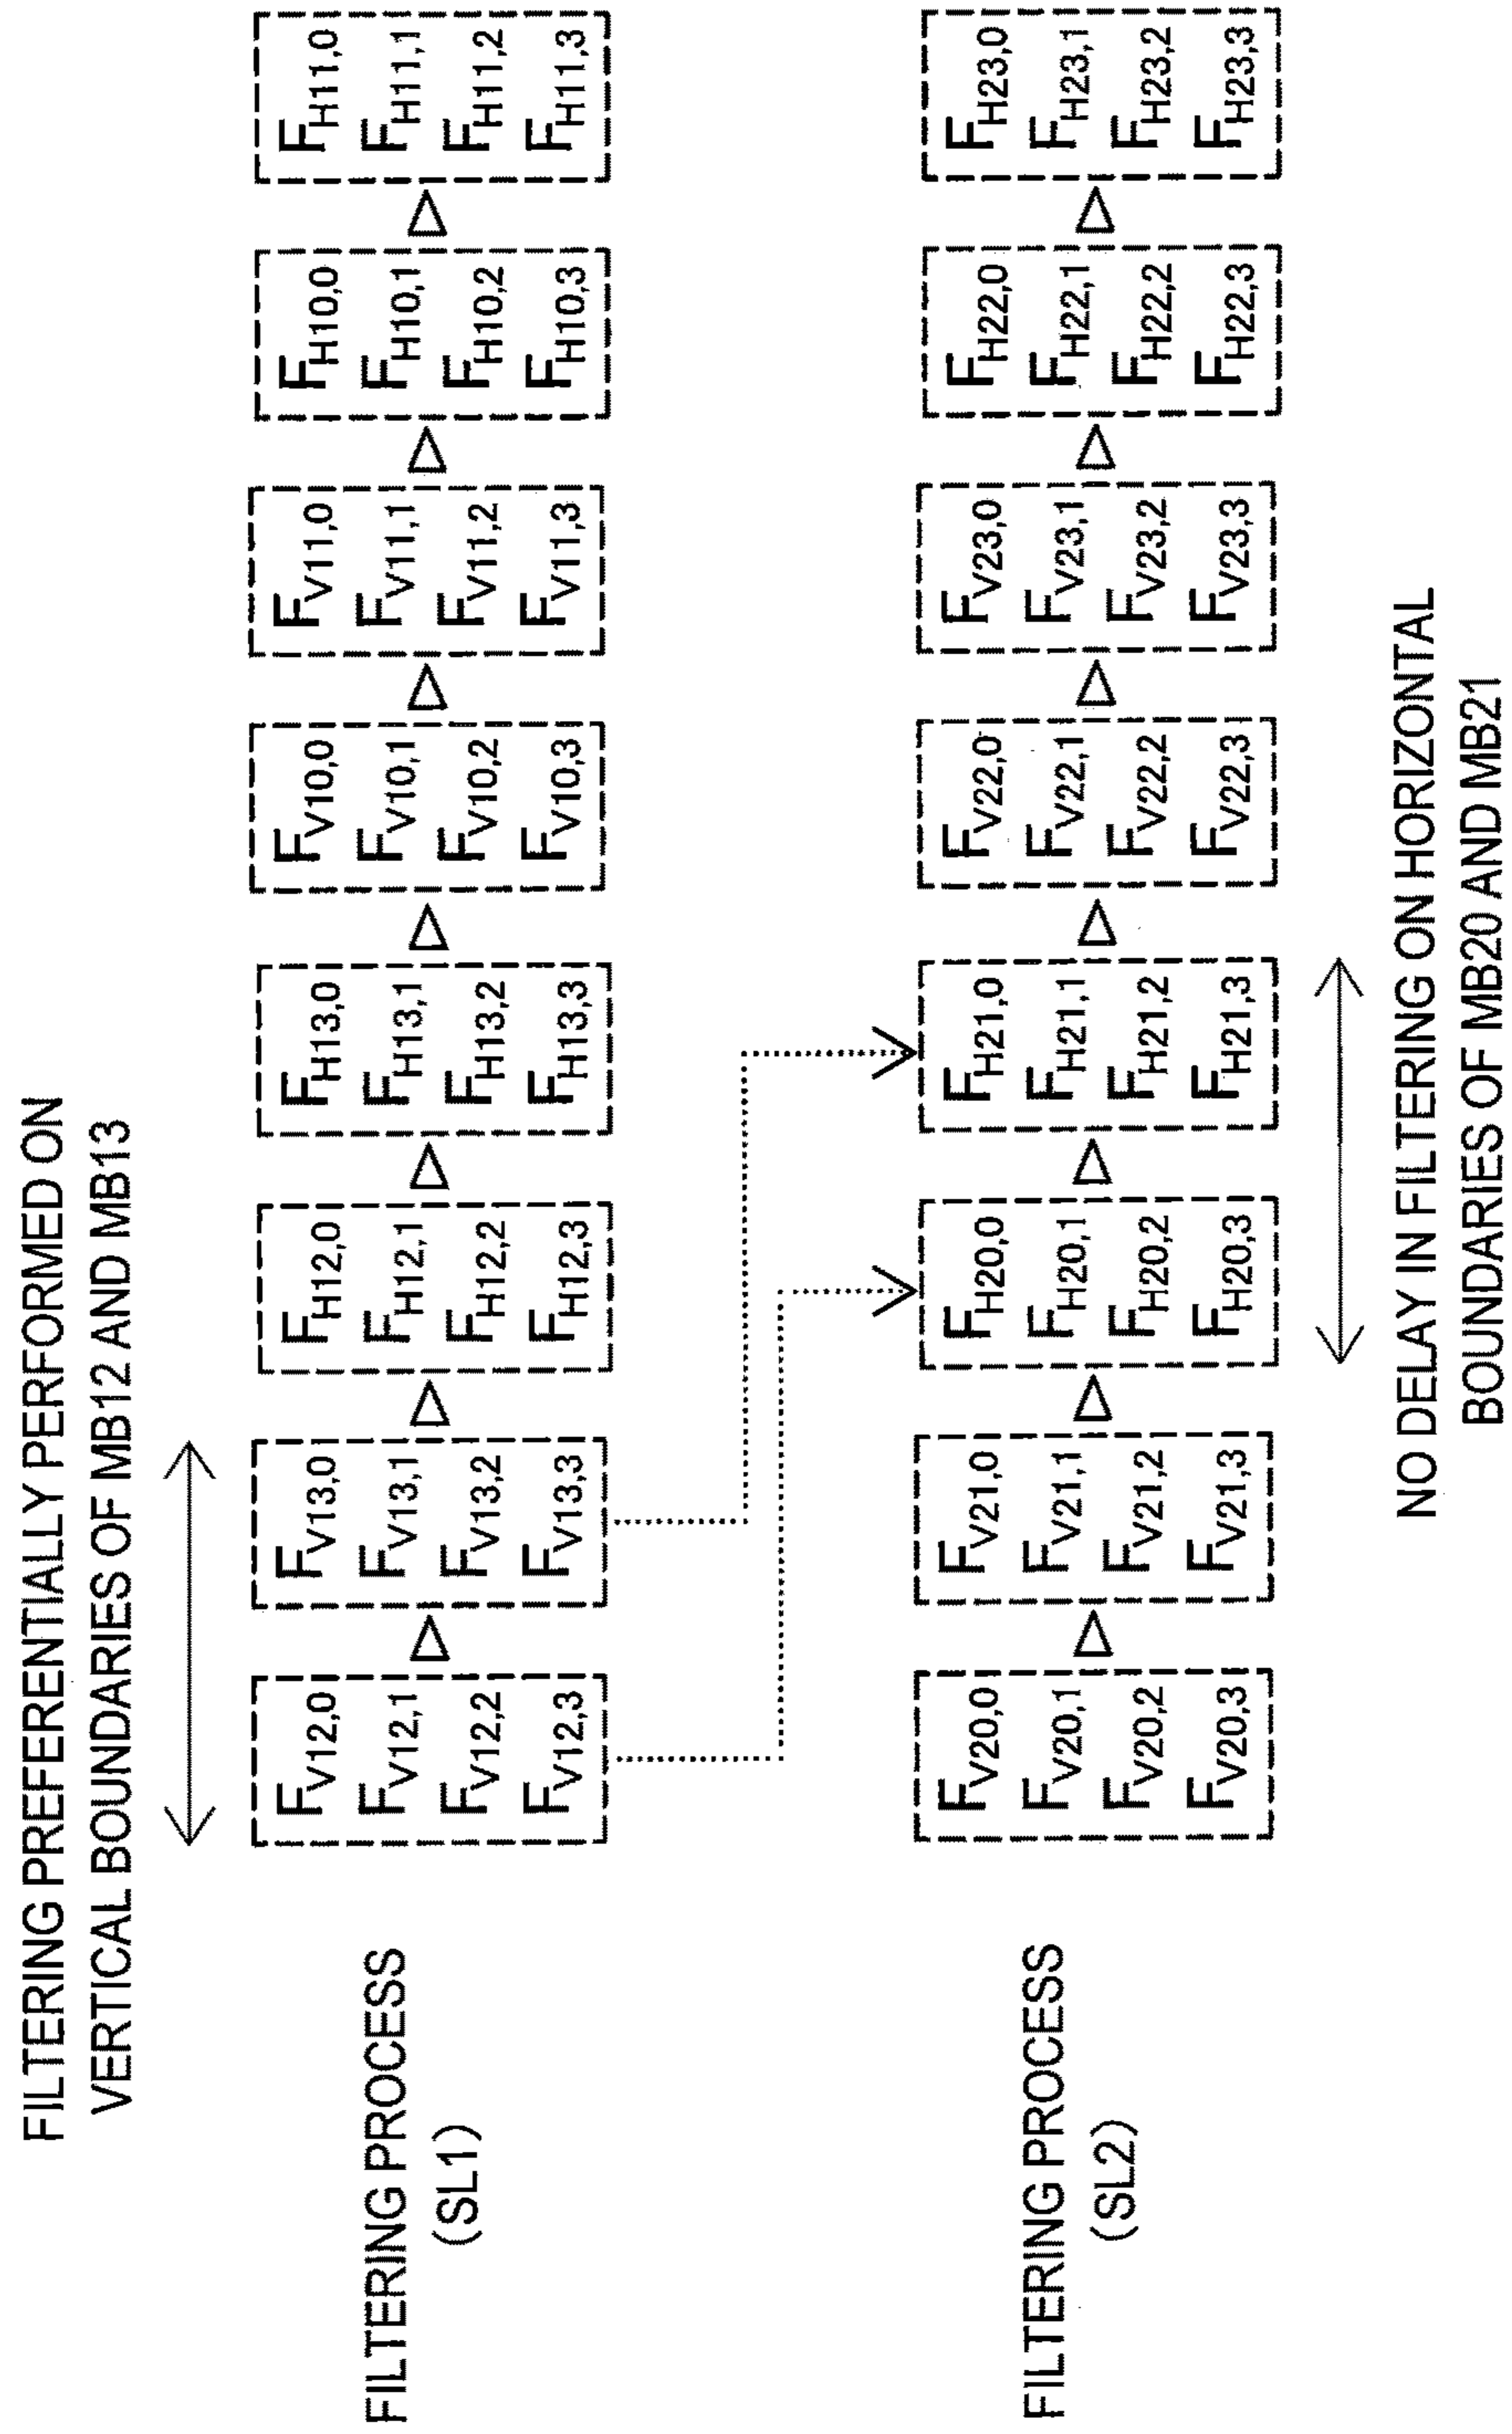 FILTERING PREFERENTIALLY PERFORMED ON
VERTICAL BOUNDARIES OF MB12 AND MB13
FILTERING PROCESS
(SL1)
FV12,0 FV13,0 FH12,0 FH13,0 FV10,0 FV11,0 FH10,0 FH11,0
FV12,1 FV13,1 FH12,1 FH13,1 FV10,1 FV11,1 FH10,1 FH11,1
FV12,2 FV13,2 FH12,2 FH13,2 FV10,2 FV11,2 FH10,2 FH11,2
FV12,3 FV13,3 FH12,3 FH13,3 FV10,3 FV11,3 FH10,3 FH11,3
FILTERING PROCESS
(SL2)
FV20,0 FV21,0 FH20,0 FH21,0 FV22,0 FV23,0 FH22,0 FH23,0
FV20,1 FV21,1 FH20,1 FH21,1 FV22,1 FV23,1 FH22,1 FH23,1
FV20,2 FV21,2 FH20,2 FH21,2 FV22,2 FV23,2 FH22,2 FH23,2
FV20,3 FV21,3 FH20,3 FH21,3 FV22,3 FV23,3 FH22,3 FH23,3
NO DELAY IN FILTERING ON HORIZONTAL
BOUNDARIES OF MB20 AND MB21